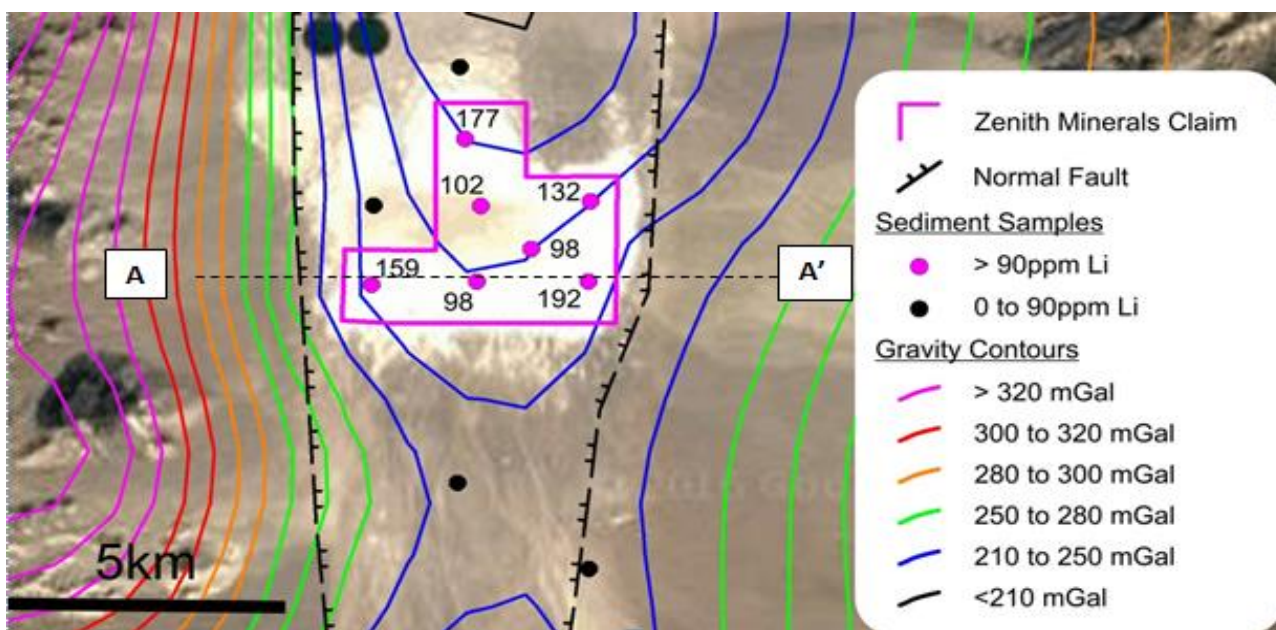 177
102
132
98
159
98
192
A
A'
5km
Zenith Minerals Claim
Normal Fault
Sediment Samples
> 90ppm Li
0 to 90ppm Li
Gravity Contours
> 320 mGal
300 to 320 mGal
280 to 300 mGal
250 to 280 mGal
210 to 250 mGal
<210 mGal